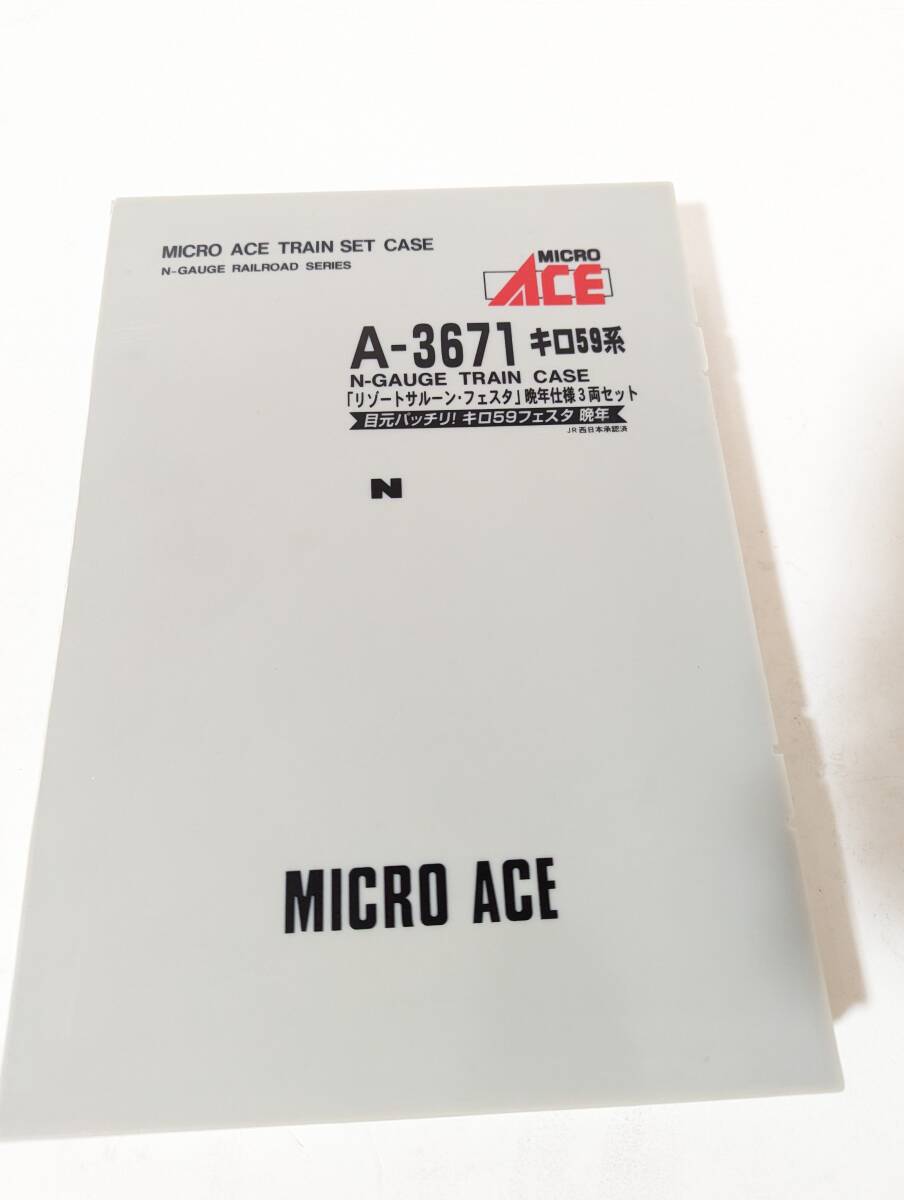 MICRO ACE TRAIN SET CASE
N-GAUGE RAILROAD SERIES
MICRO
ACE
A-3671 キロ59系
N-GAUGE TRAIN CASE
「リゾートサルーン・フェスタ」晩年仕様3両セット
目元パッチリ!キロ59フェスタ 晩年
JR西日本承認済
N
MICRO ACE